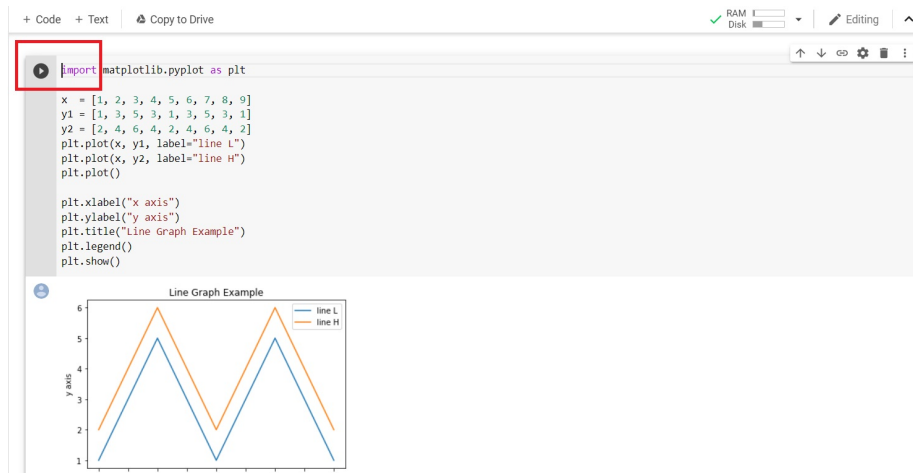 + Code + Text Copy to Drive RAM Disk Editing
import matplotlib.pyplot as plt
x = [1, 2, 3, 4, 5, 6, 7, 8, 9]
y1 = [1, 3, 5, 3, 1, 3, 5, 3, 1]
y2 = [2, 4, 6, 4, 2, 4, 6, 4, 2]
plt.plot(x, y1, label="line L")
plt.plot(x, y2, label="line H")
plt.plot()
plt.xlabel("x axis")
plt.ylabel("y axis")
plt.title("Line Graph Example")
plt.legend()
plt.show()
Line Graph Example
line L
line H
y axis
6
5
4
3
2
1